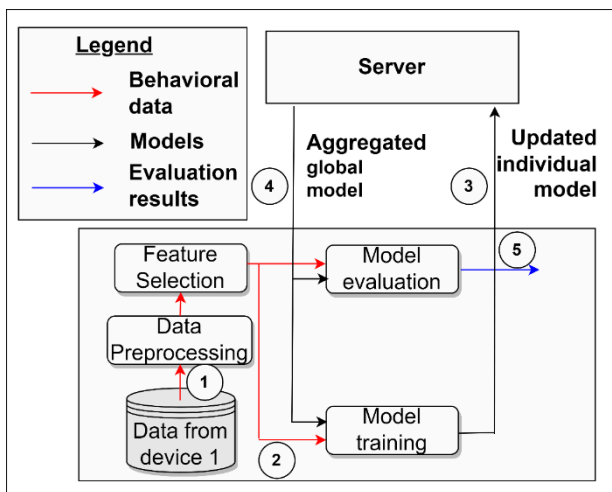 Legend
Behavioral
data
Models
Evaluation
results
Server
Aggregated
global
model
Updated
individual
model
4
3
Feature
Selection
Model
evaluation
5
Data
Preprocessing
1
Data from
device 1
Model
training
2